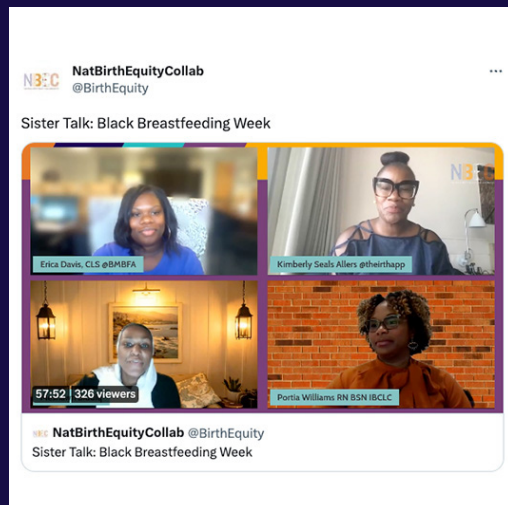 NBEC
NatBirthEquityCollab
@BirthEquity
...
Sister Talk: Black Breastfeeding Week
NBEC
Erica Davis, CLS @BMBFA
Kimberly Seals Allers @theirthapp
57:52 326 viewers
Portia Williams RN BSN IBCLC
NatBirthEquityCollab @BirthEquity
Sister Talk: Black Breastfeeding Week